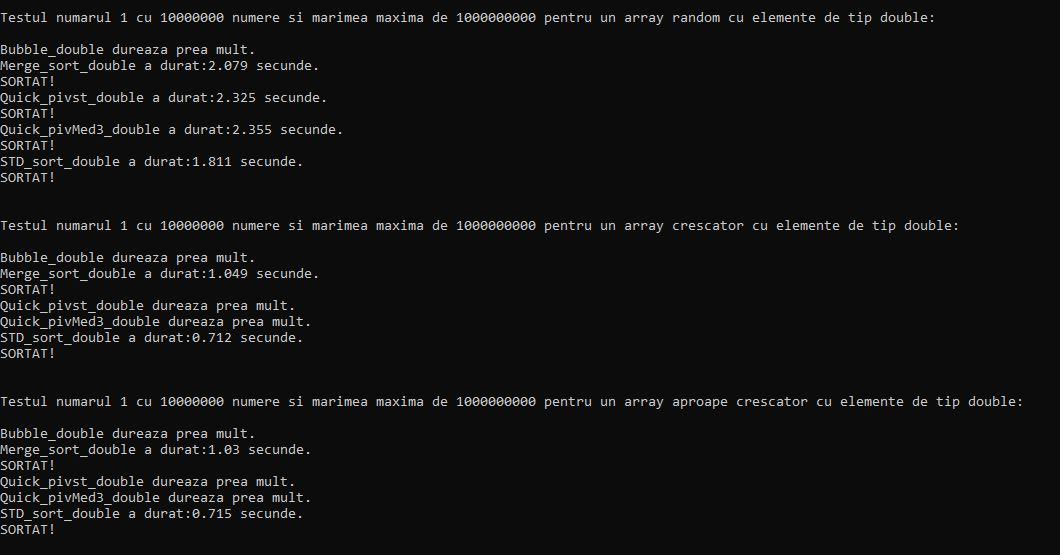 Testul numarul 1 cu 10000000 numere si marimea maxima de 1000000000 pentru un array random cu elemente de tip double:
Bubble_double dureaza prea mult.
Merge_sort_double a durat:2.079 secunde.
SORTAT!
Quick_pivst_double a durat:2.325 secunde.
SORTAT!
Quick_pivMed3_double a durat:2.355 secunde.
SORTAT!
STD_sort_double a durat:1.811 secunde.
SORTAT!
Testul numarul 1 cu 10000000 numere si marimea maxima de 1000000000 pentru un array crescator cu elemente de tip double:
Bubble_double dureaza prea mult.
Merge_sort_double a durat:1.049 secunde.
SORTAT!
Quick_pivst_double dureaza prea mult.
Quick_pivMed3_double dureaza prea mult.
STD_sort_double a durat:0.712 secunde.
SORTAT!
Testul numarul 1 cu 10000000 numere si marimea maxima de 1000000000 pentru un array aproape crescator cu elemente de tip double:
Bubble_double dureaza prea mult.
Merge_sort_double a durat:1.03 secunde.
SORTAT!
Quick_pivst_double dureaza prea mult.
Quick_pivMed3_double dureaza prea mult.
STD_sort_double a durat:0.715 secunde.
SORTAT!